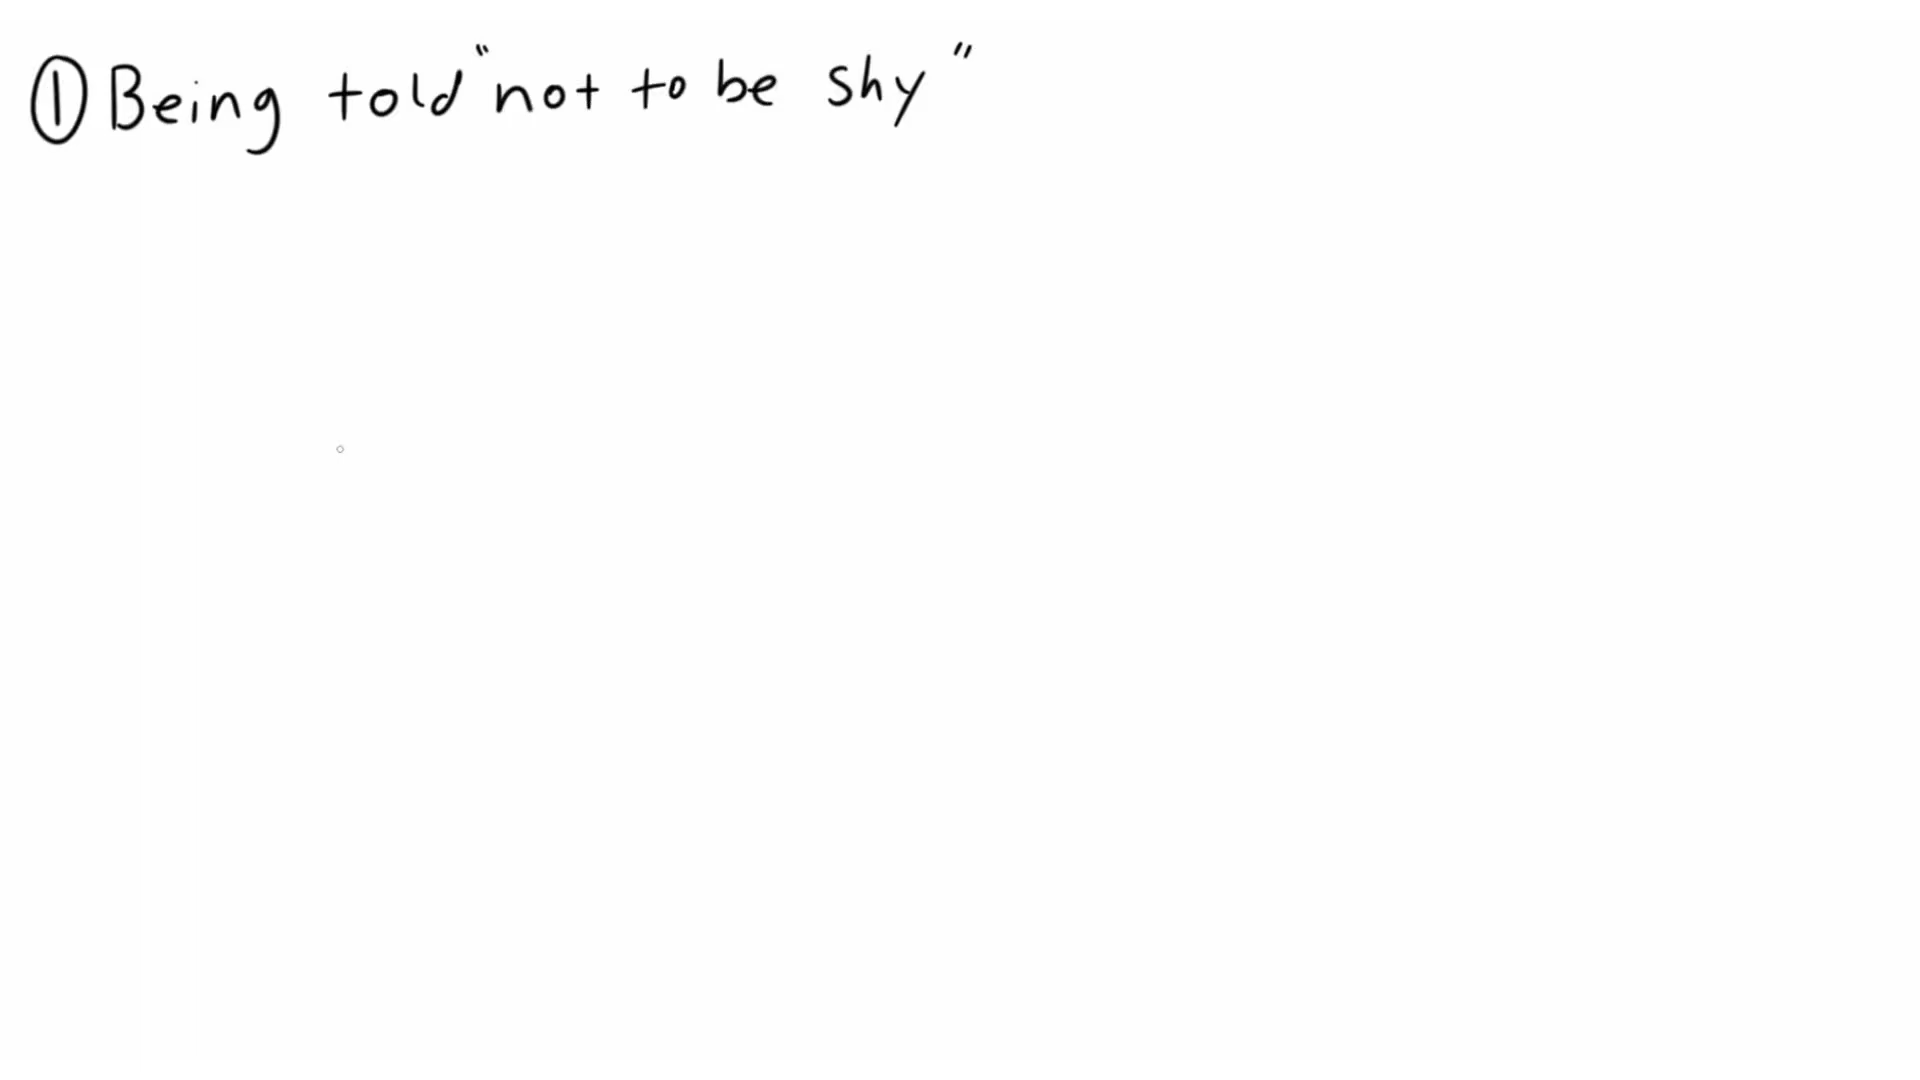 ① Being told "not to be shy"